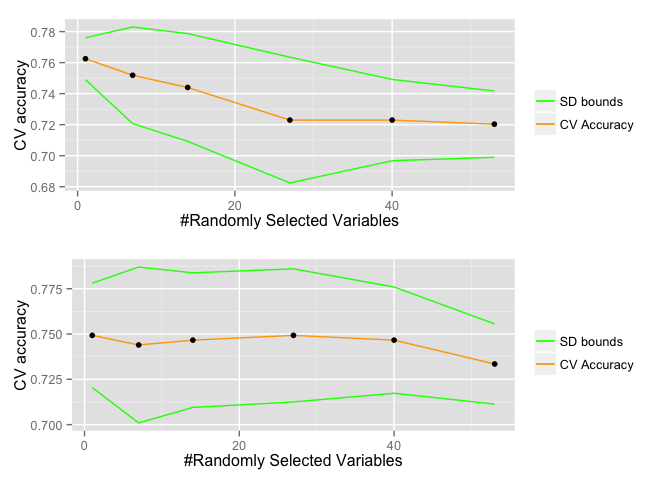 CV accuracy
0.78
0.76
0.74
0.72
0.70
0.68
0
20
40
#Randomly Selected Variables
SD bounds
CV Accuracy
CV accuracy
0.775
0.750
0.725
0.700
0
20
40
#Randomly Selected Variables
SD bounds
CV Accuracy